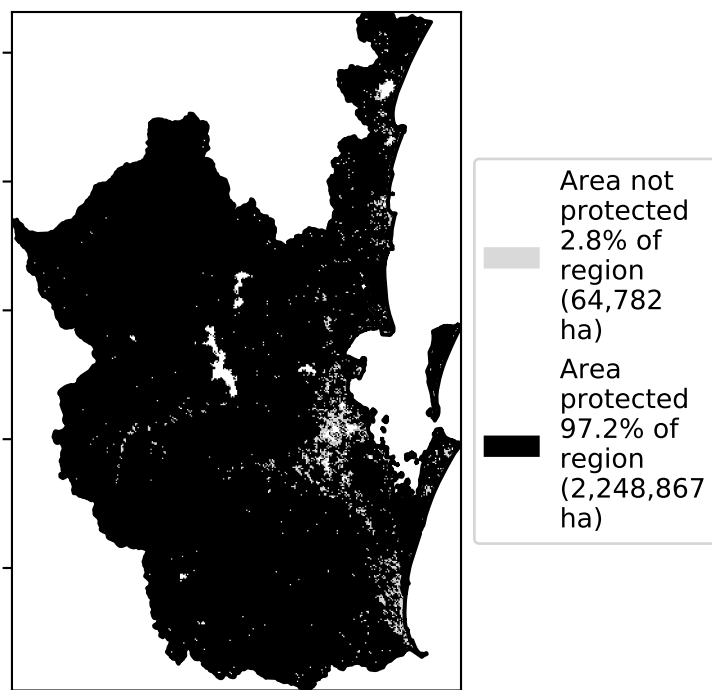 Area not
protected
2.8% of
region
(64,782
ha)
Area
protected
97.2% of
region
(2,248,867
ha)